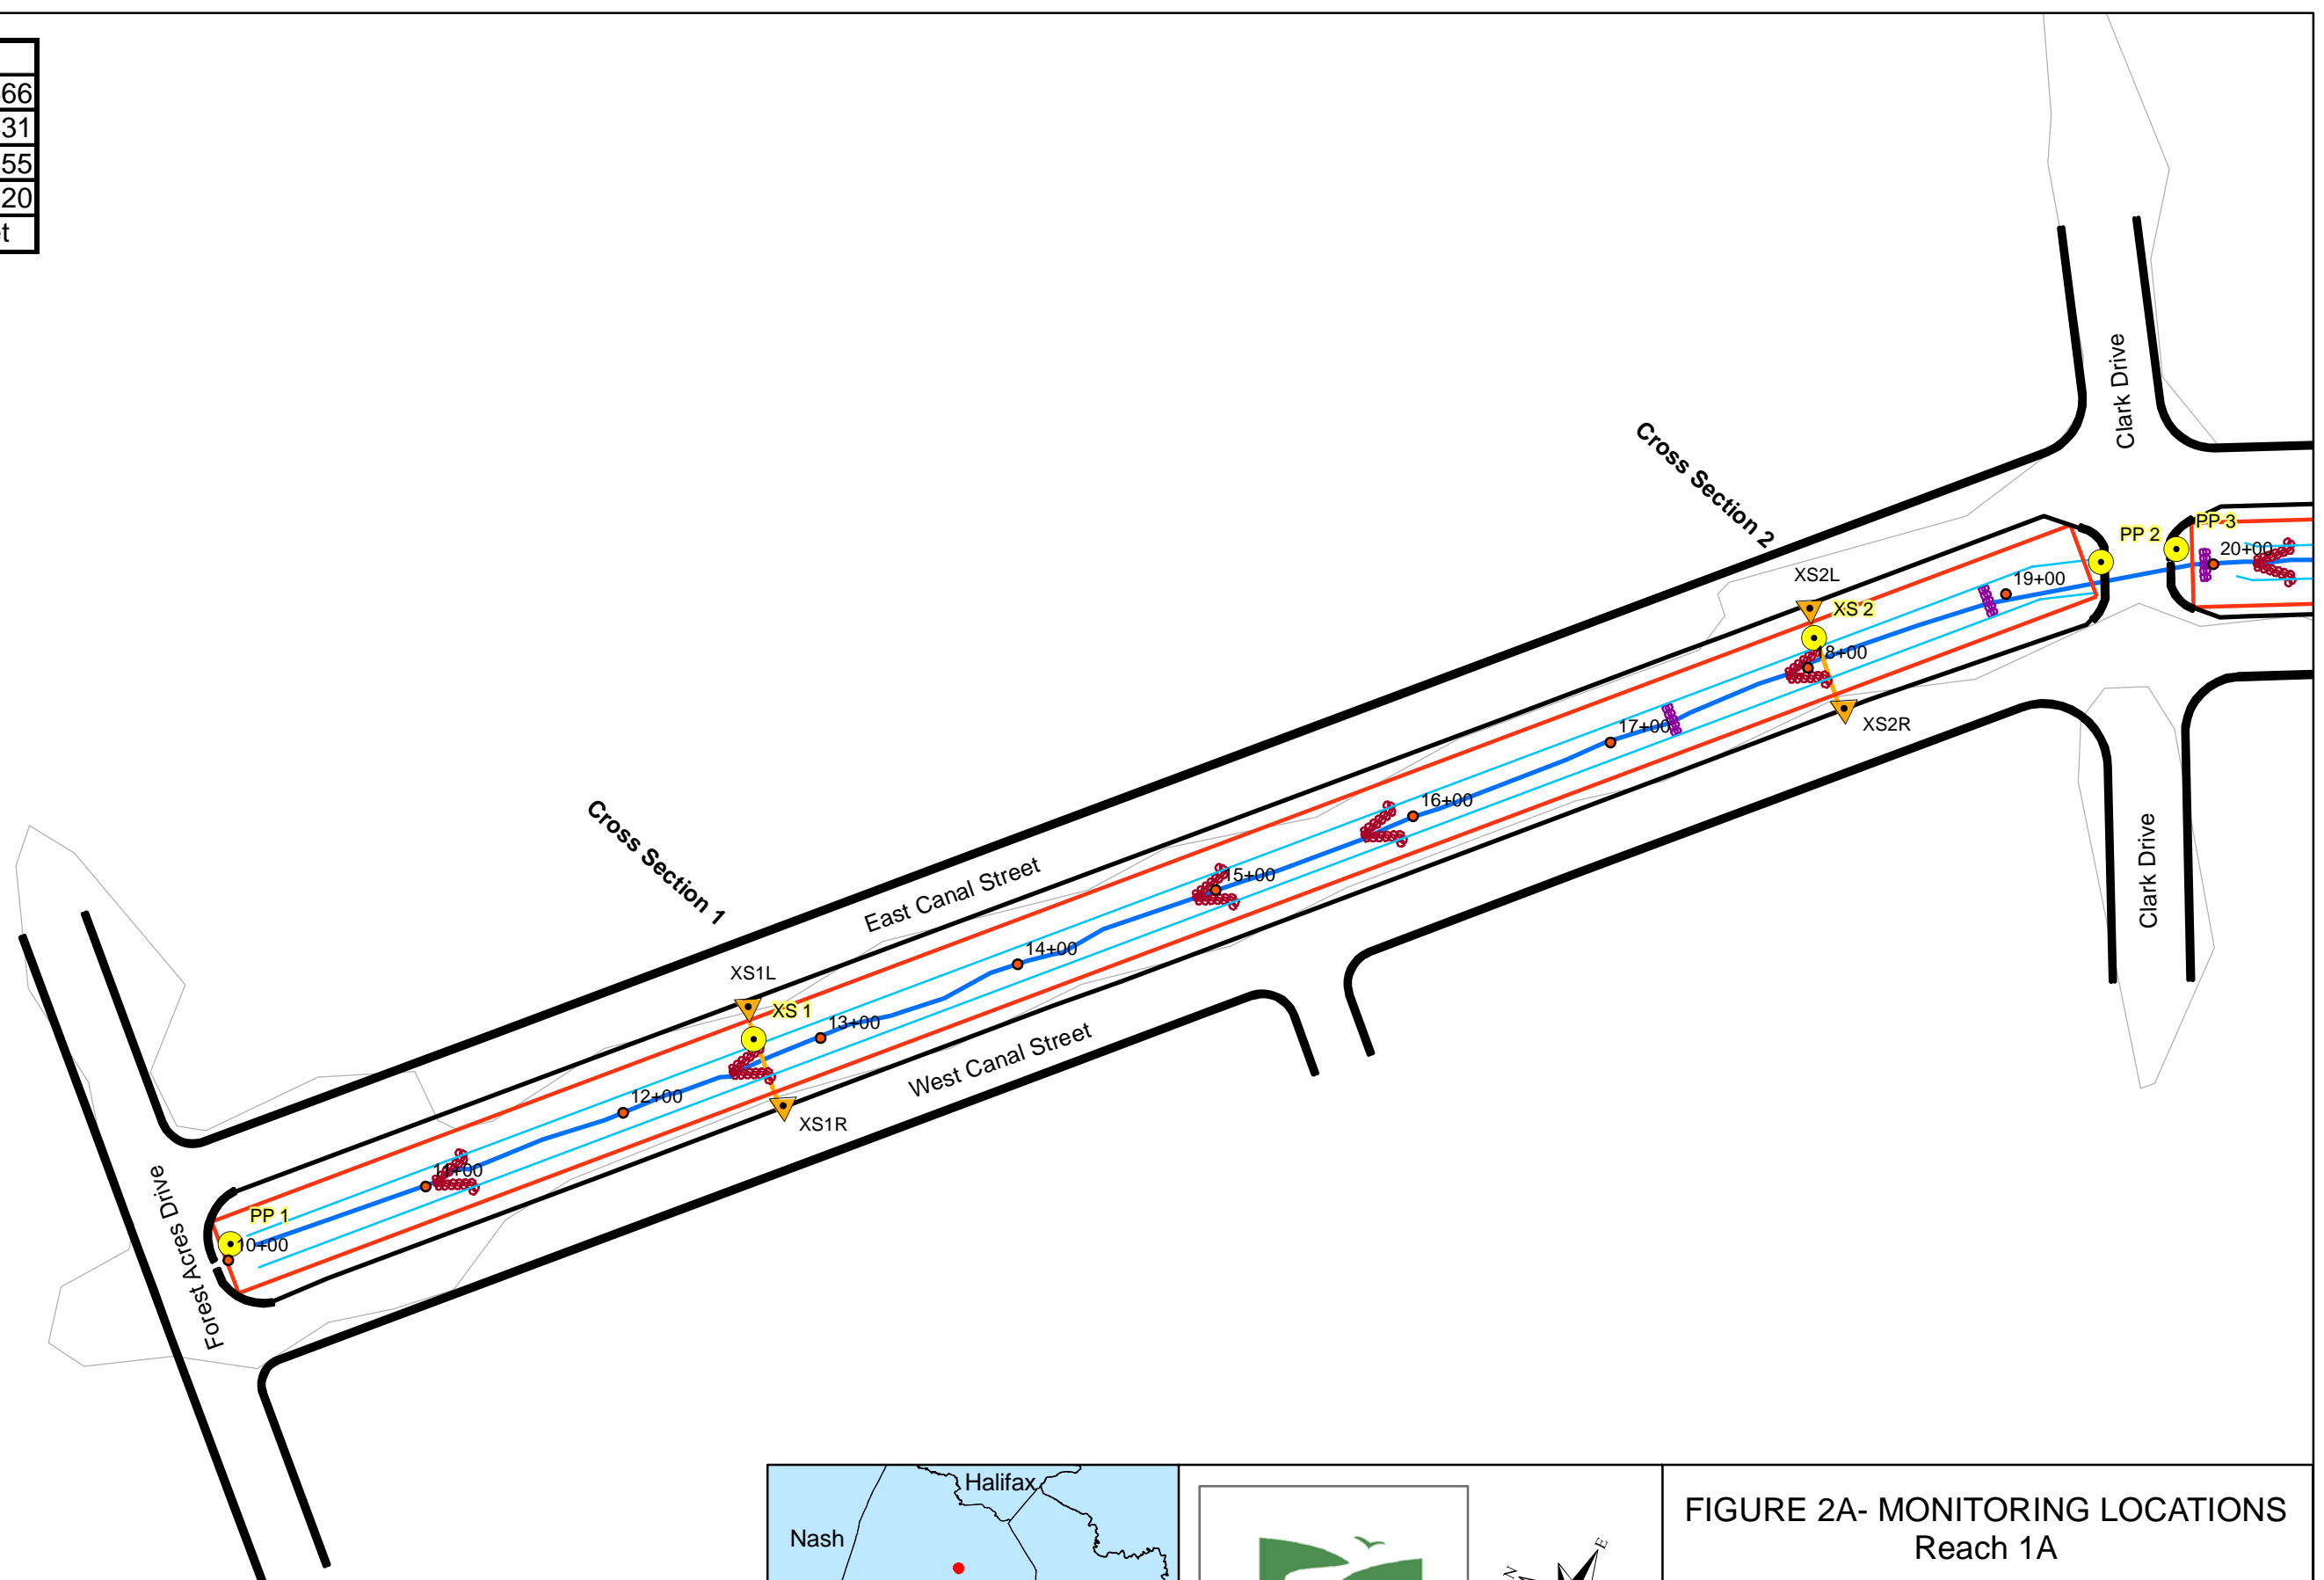 66
31
55
20
t
Clark Drive
Cross Section 2
PP 2
PP 3
20+00
19+00
XS2L
XS 2
18+00
XS2R
17+00
16+00
Cross Section 1
East Canal Street
15+00
14+00
XS1L
XS 1
13+00
West Canal Street
12+00
XS1R
11+00
PP 1
10+00
Forest Acres Drive
Clark Drive
Halifax
Nash
N
E
FIGURE 2A- MONITORING LOCATIONS
Reach 1A